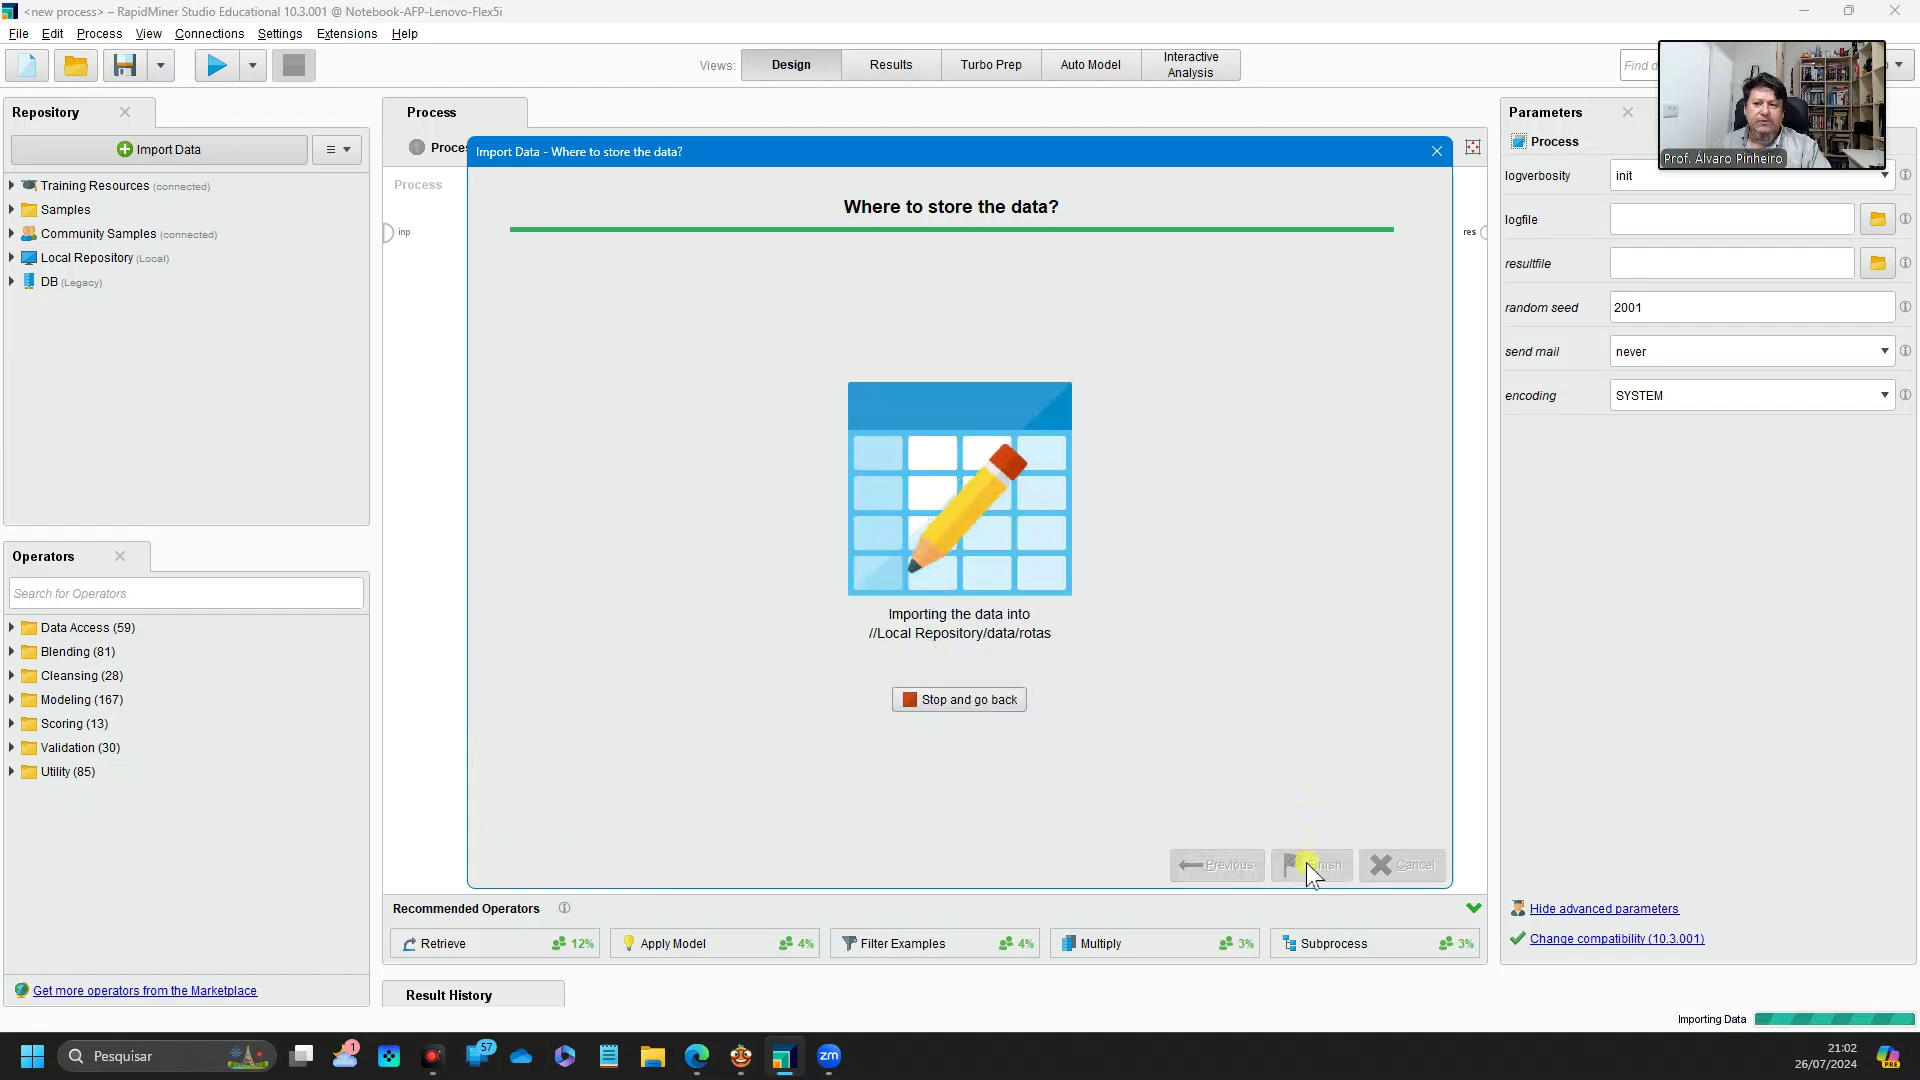 <new process> – RapidMiner Studio Educational 10.3.001 @ Notebook-AFP-Lenovo-Flex5i
File Edit Process View Connections Settings Extensions Help
Views: Design Results Turbo Prep Auto Model Interactive Analysis
Find d
Prof. Álvaro Pinheiro
Repository
Import Data
Training Resources (connected)
Samples
Community Samples (connected)
Local Repository (Local)
DB (Legacy)
Operators
Search for Operators
Data Access (59)
Blending (81)
Cleansing (28)
Modeling (167)
Scoring (13)
Validation (30)
Utility (85)
Get more operators from the Marketplace
Process
Proce
Process
inp
res
Import Data - Where to store the data?
Where to store the data?
Importing the data into
//Local Repository/data/rotas
Stop and go back
Previous Finish Cancel
Recommended Operators
Retrieve 12% Apply Model 4% Filter Examples 4% Multiply 3% Subprocess 3%
Result History
Parameters
Process
logverbosity init
logfile
resultfile
random seed 2001
send mail never
encoding SYSTEM
Hide advanced parameters
Change compatibility (10.3.001)
Importing Data
Pesquisar
1
57
zm
21:02
26/07/2024
PRE